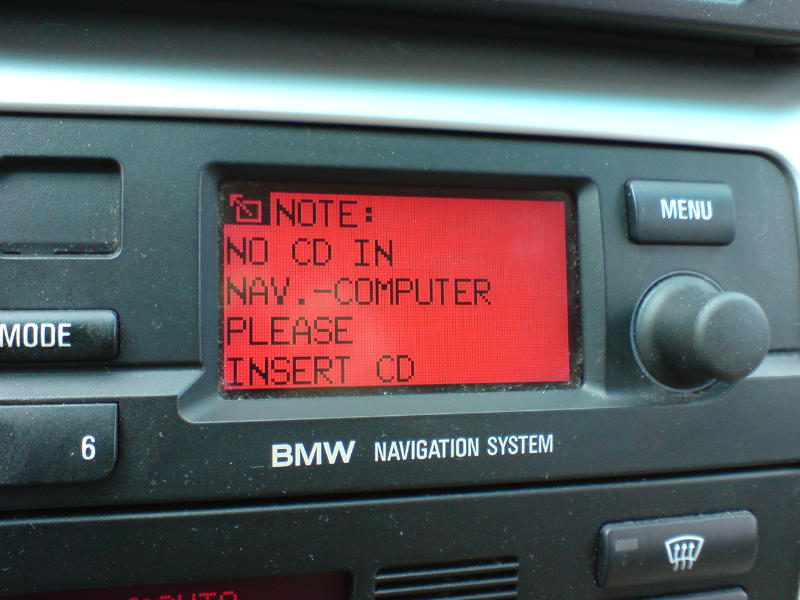 NOTE:
NO CD IN
NAV.-COMPUTER
PLEASE
INSERT CD
MENU
MODE
6
BMW NAVIGATION SYSTEM